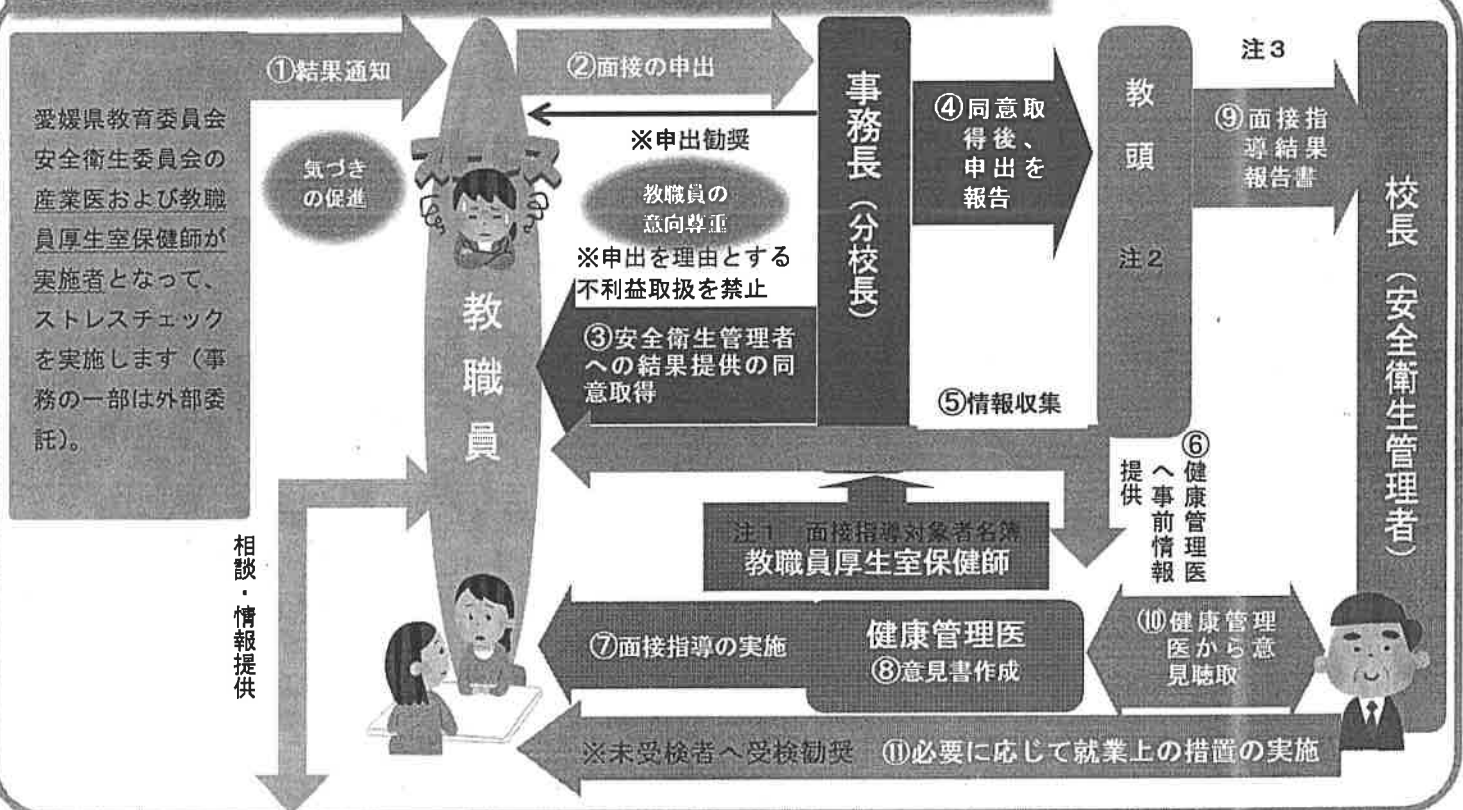 愛媛県教育委員会
安全衛生委員会の
産業医および教職
員厚生室保健師が
実施者となって、
ストレスチェック
を実施します（事
務の一部は外部委
託）。
①結果通知
気づき
の促進
②面接の申出
※申出勧奨
教職員の
意向尊重
※申出を理由とする
不利益取扱を禁止
③安全衛生管理者
への結果提供の同
意取得
教職員
事務長（分校長）
④同意取
得後、
申出を
報告
教頭
注２
注３
⑨面接指
導結果
報告書
校長（安全衛生管理者）
⑤情報収集
⑥健康管理医
へ事前情報
提供
注１　面接指導対象者名簿
教職員厚生室保健師
相談・情報提供
⑦面接指導の実施
健康管理医
⑧意見書作成
⑩健康管理
医から意
見聴取
※未受検者へ受検勧奨　⑪必要に応じて就業上の措置の実施